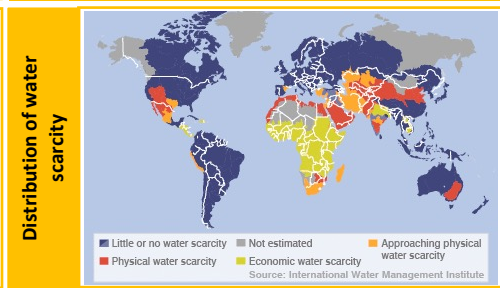 Distribution of water
scarcity
Little or no water scarcity
Not estimated
Approaching physical
water scarcity
Physical water scarcity
Economic water scarcity
Source: International Water Management Institute